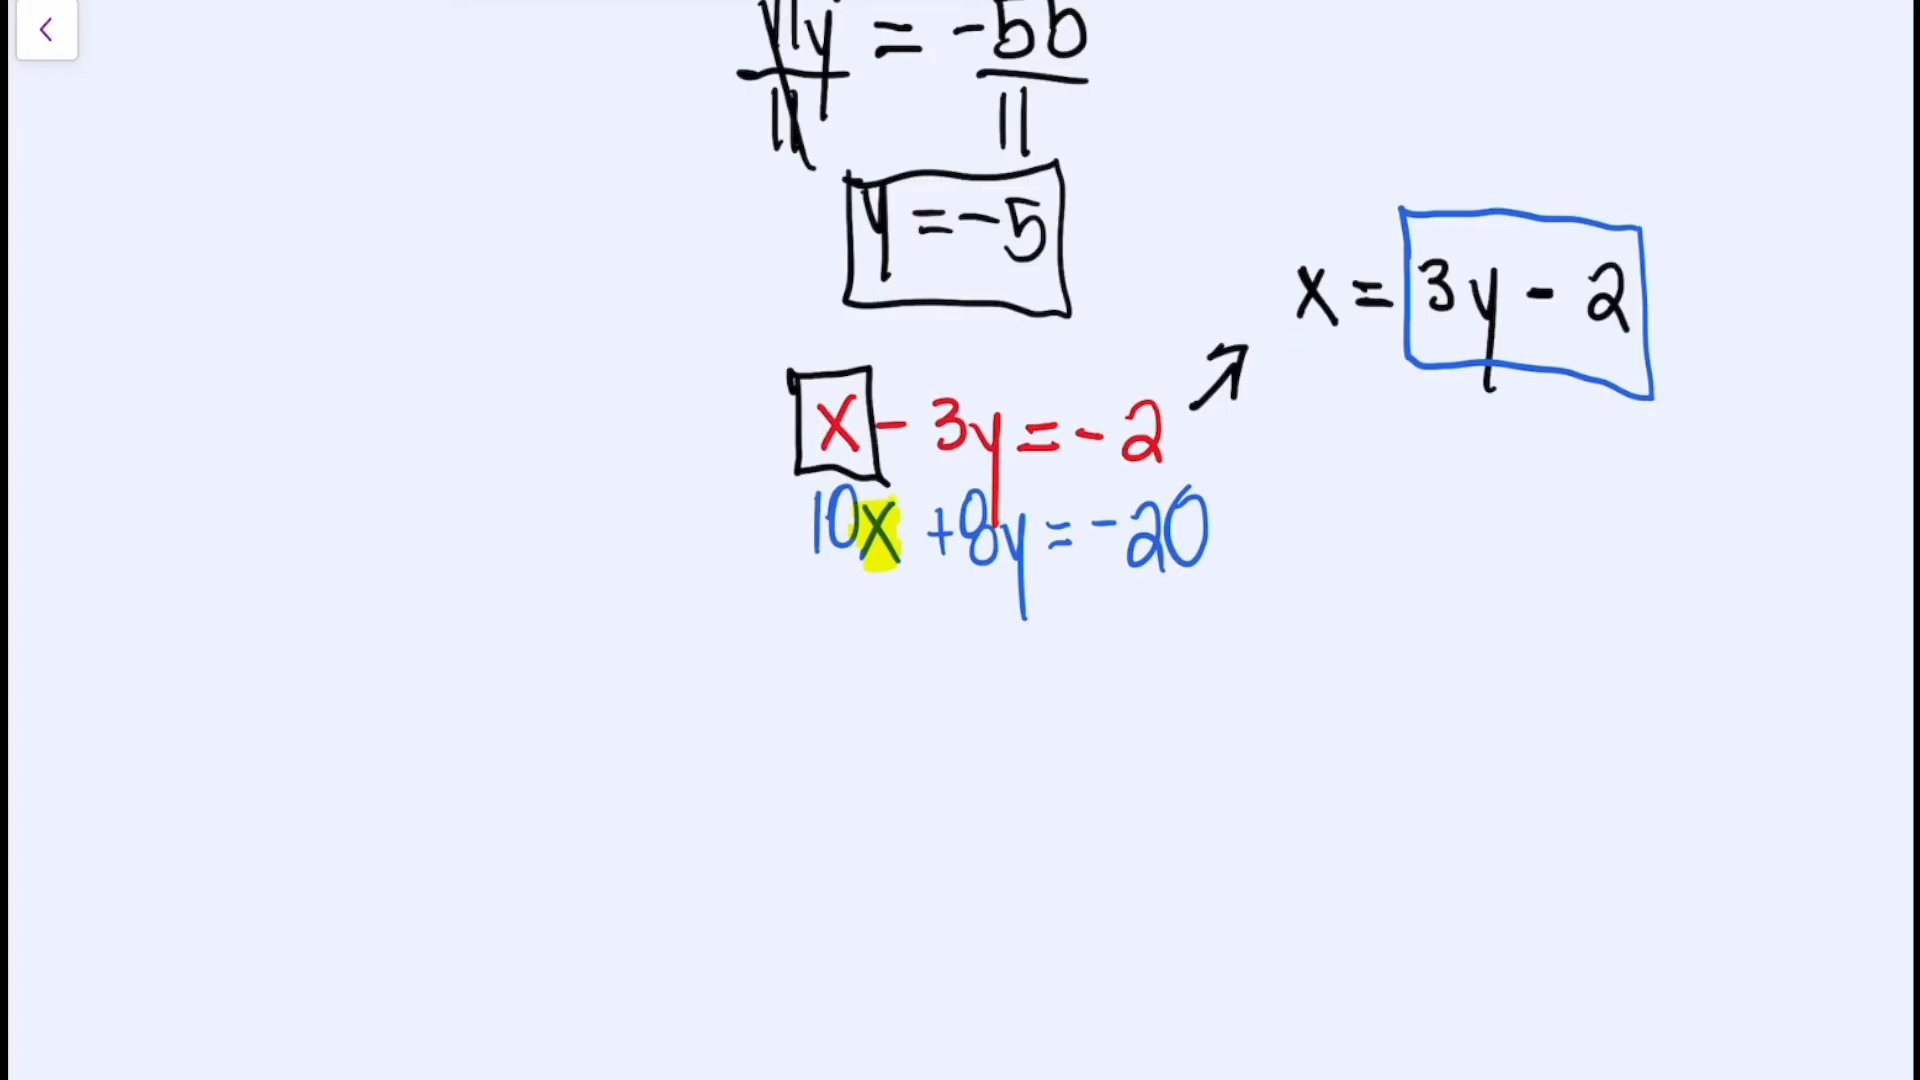 11y = -55
11 11
y = -5
x = 3y - 2
x - 3y = -2
10x + 8y = -20